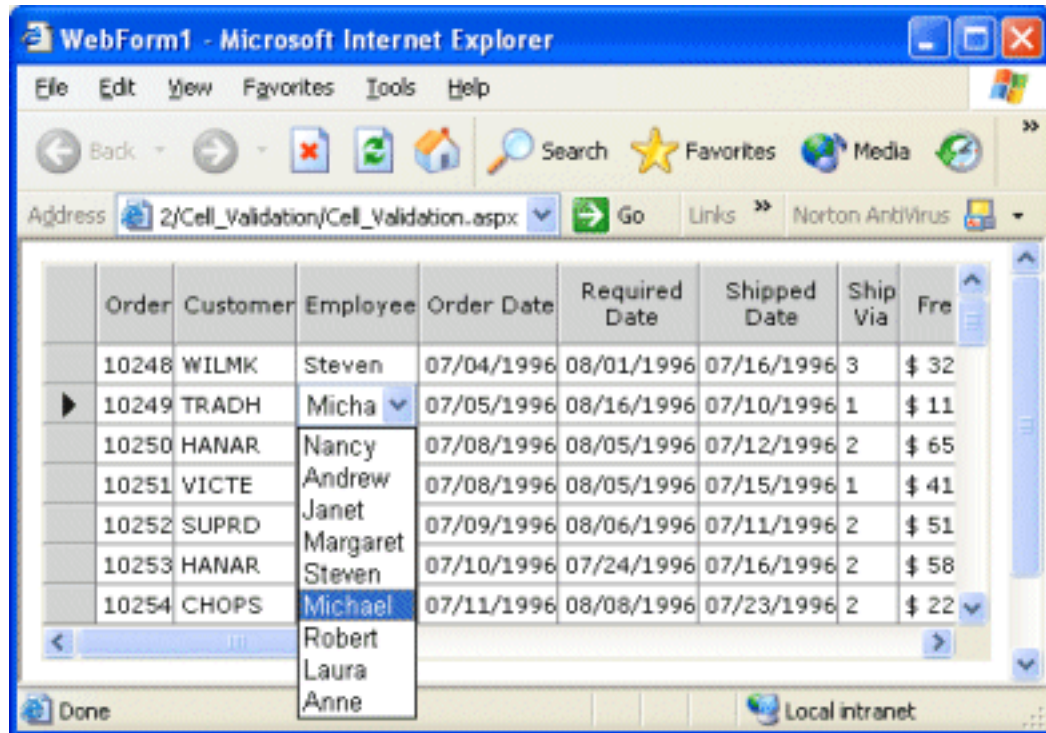 WebForm1 - Microsoft Internet Explorer
File Edit View Favorites Tools Help
Back Search Favorites Media »
Address 2/Cell_Validation/Cell_Validation.aspx Go Links » Norton AntiVirus
Order Customer Employee Order Date Required Date Shipped Date Ship Via Fre
10248 WILMK Steven 07/04/1996 08/01/1996 07/16/1996 3 $ 32
10249 TRADH Micha 07/05/1996 08/16/1996 07/10/1996 1 $ 11
10250 HANAR Nancy 07/08/1996 08/05/1996 07/12/1996 2 $ 65
10251 VICTE Andrew 07/08/1996 08/05/1996 07/15/1996 1 $ 41
Janet
10252 SUPRD Margaret 07/09/1996 08/06/1996 07/11/1996 2 $ 51
10253 HANAR Steven 07/10/1996 07/24/1996 07/16/1996 2 $ 58
10254 CHOPS Michael 07/11/1996 08/08/1996 07/23/1996 2 $ 22
Robert
Laura
Anne
Done Local intranet